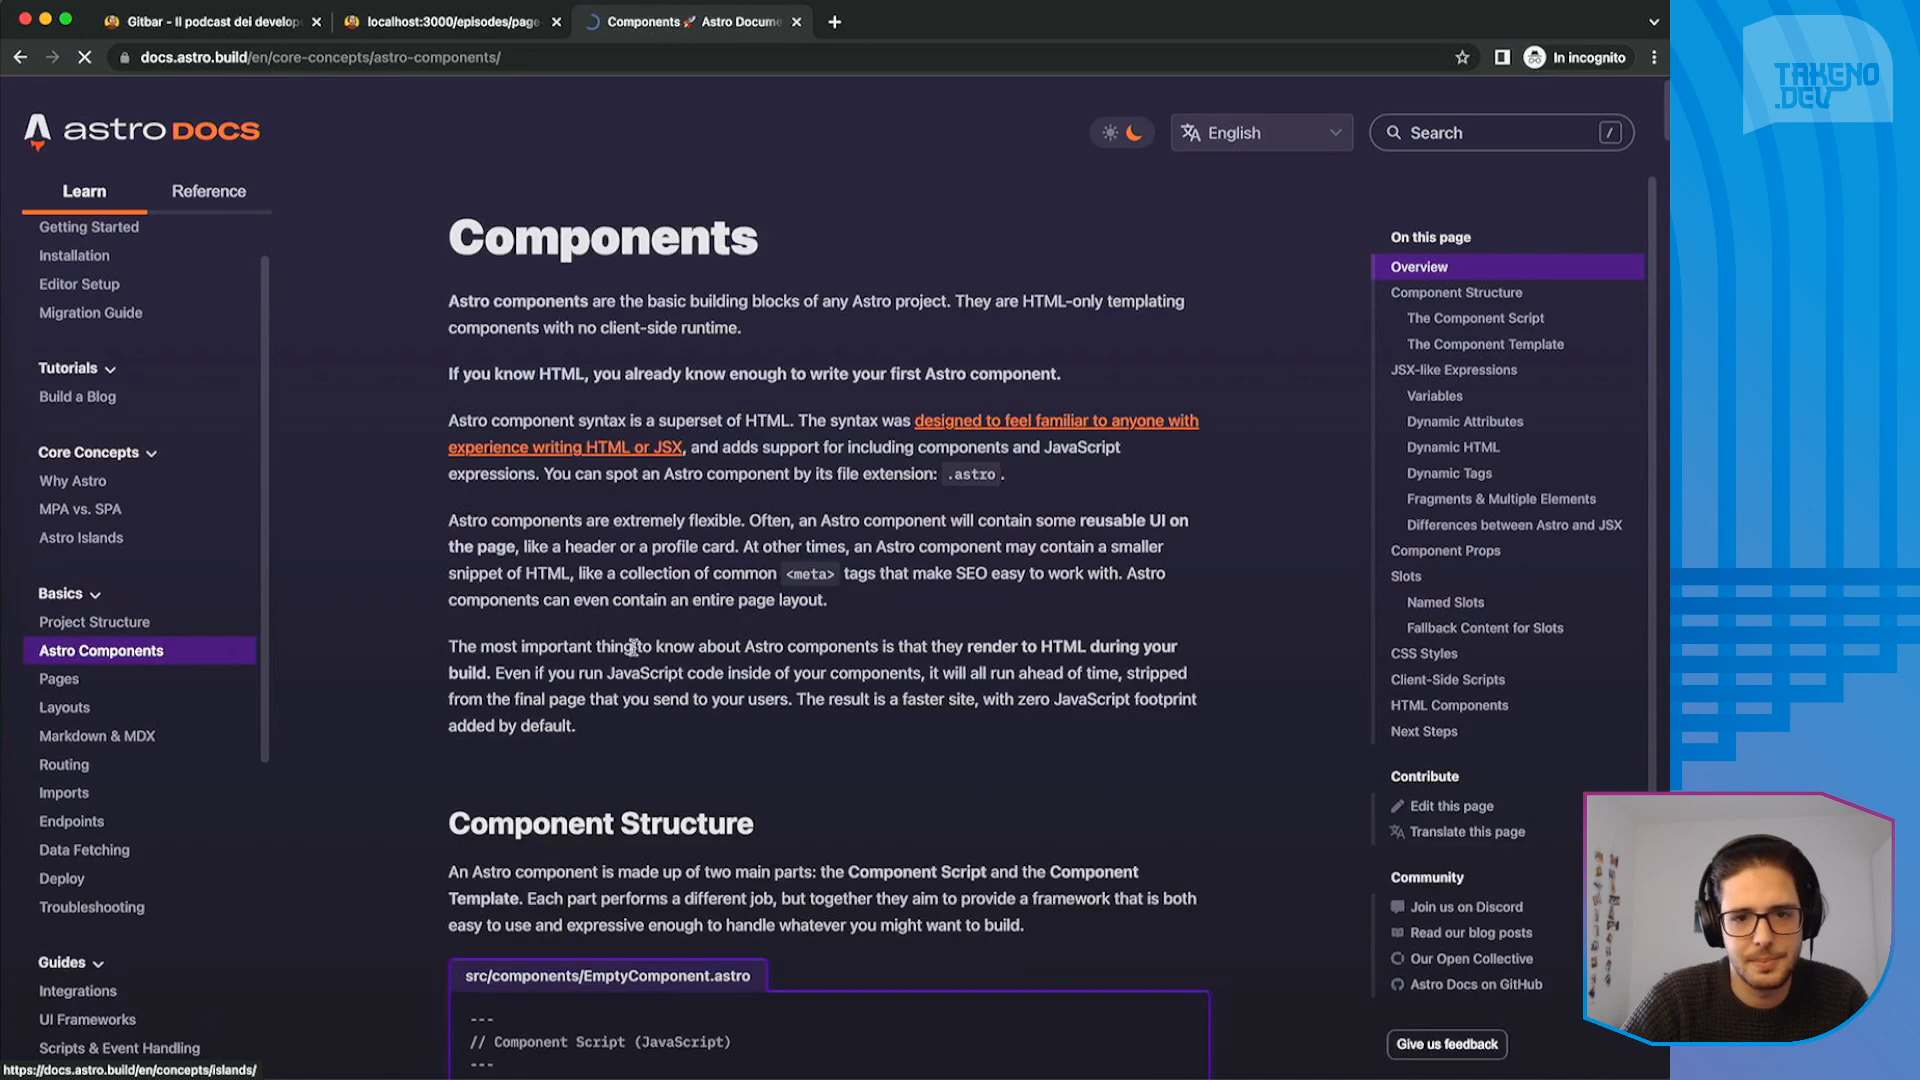 Gitbar - Il podcast dei develop
localhost:3000/episodes/page-
Components 🚀 Astro Docume
docs.astro.build/en/core-concepts/astro-components/
In incognito
TAKENO
.DEV
astro DOCS
English
Search
/
Learn
Reference
Getting Started
Installation
Editor Setup
Migration Guide
Tutorials
Build a Blog
Core Concepts
Why Astro
MPA vs. SPA
Astro Islands
Basics
Project Structure
Astro Components
Pages
Layouts
Markdown & MDX
Routing
Imports
Endpoints
Data Fetching
Deploy
Troubleshooting
Guides
Integrations
UI Frameworks
Scripts & Event Handling
https://docs.astro.build/en/concepts/islands/
Components
Astro components are the basic building blocks of any Astro project. They are HTML-only templating
components with no client-side runtime.
If you know HTML, you already know enough to write your first Astro component.
Astro component syntax is a superset of HTML. The syntax was designed to feel familiar to anyone with
experience writing HTML or JSX, and adds support for including components and JavaScript
expressions. You can spot an Astro component by its file extension: .astro.
Astro components are extremely flexible. Often, an Astro component will contain some reusable UI on
the page, like a header or a profile card. At other times, an Astro component may contain a smaller
snippet of HTML, like a collection of common <meta> tags that make SEO easy to work with. Astro
components can even contain an entire page layout.
The most important thing to know about Astro components is that they render to HTML during your
build. Even if you run JavaScript code inside of your components, it will all run ahead of time, stripped
from the final page that you send to your users. The result is a faster site, with zero JavaScript footprint
added by default.
Component Structure
An Astro component is made up of two main parts: the Component Script and the Component
Template. Each part performs a different job, but together they aim to provide a framework that is both
easy to use and expressive enough to handle whatever you might want to build.
src/components/EmptyComponent.astro
---
// Component Script (JavaScript)
---
On this page
Overview
Component Structure
The Component Script
The Component Template
JSX-like Expressions
Variables
Dynamic Attributes
Dynamic HTML
Dynamic Tags
Fragments & Multiple Elements
Differences between Astro and JSX
Component Props
Slots
Named Slots
Fallback Content for Slots
CSS Styles
Client-Side Scripts
HTML Components
Next Steps
Contribute
Edit this page
Translate this page
Community
Join us on Discord
Read our blog posts
Our Open Collective
Astro Docs on GitHub
Give us feedback